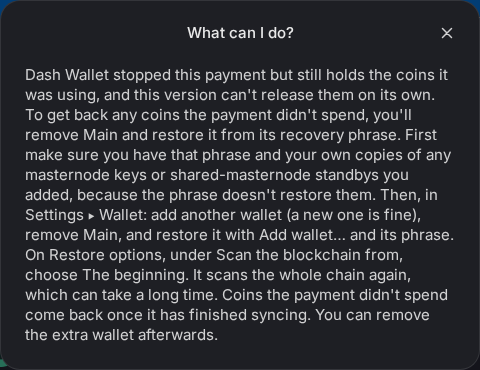 What can I do?
Dash Wallet stopped this payment but still holds the coins it
was using, and this version can't release them on its own.
To get back any coins the payment didn't spend, you'll
remove Main and restore it from its recovery phrase. First
make sure you have that phrase and your own copies of any
masternode keys or shared-masternode standbys you
added, because the phrase doesn't restore them. Then, in
Settings ▸ Wallet: add another wallet (a new one is fine),
remove Main, and restore it with Add wallet... and its phrase.
On Restore options, under Scan the blockchain from,
choose The beginning. It scans the whole chain again,
which can take a long time. Coins the payment didn't spend
come back once it has finished syncing. You can remove
the extra wallet afterwards.